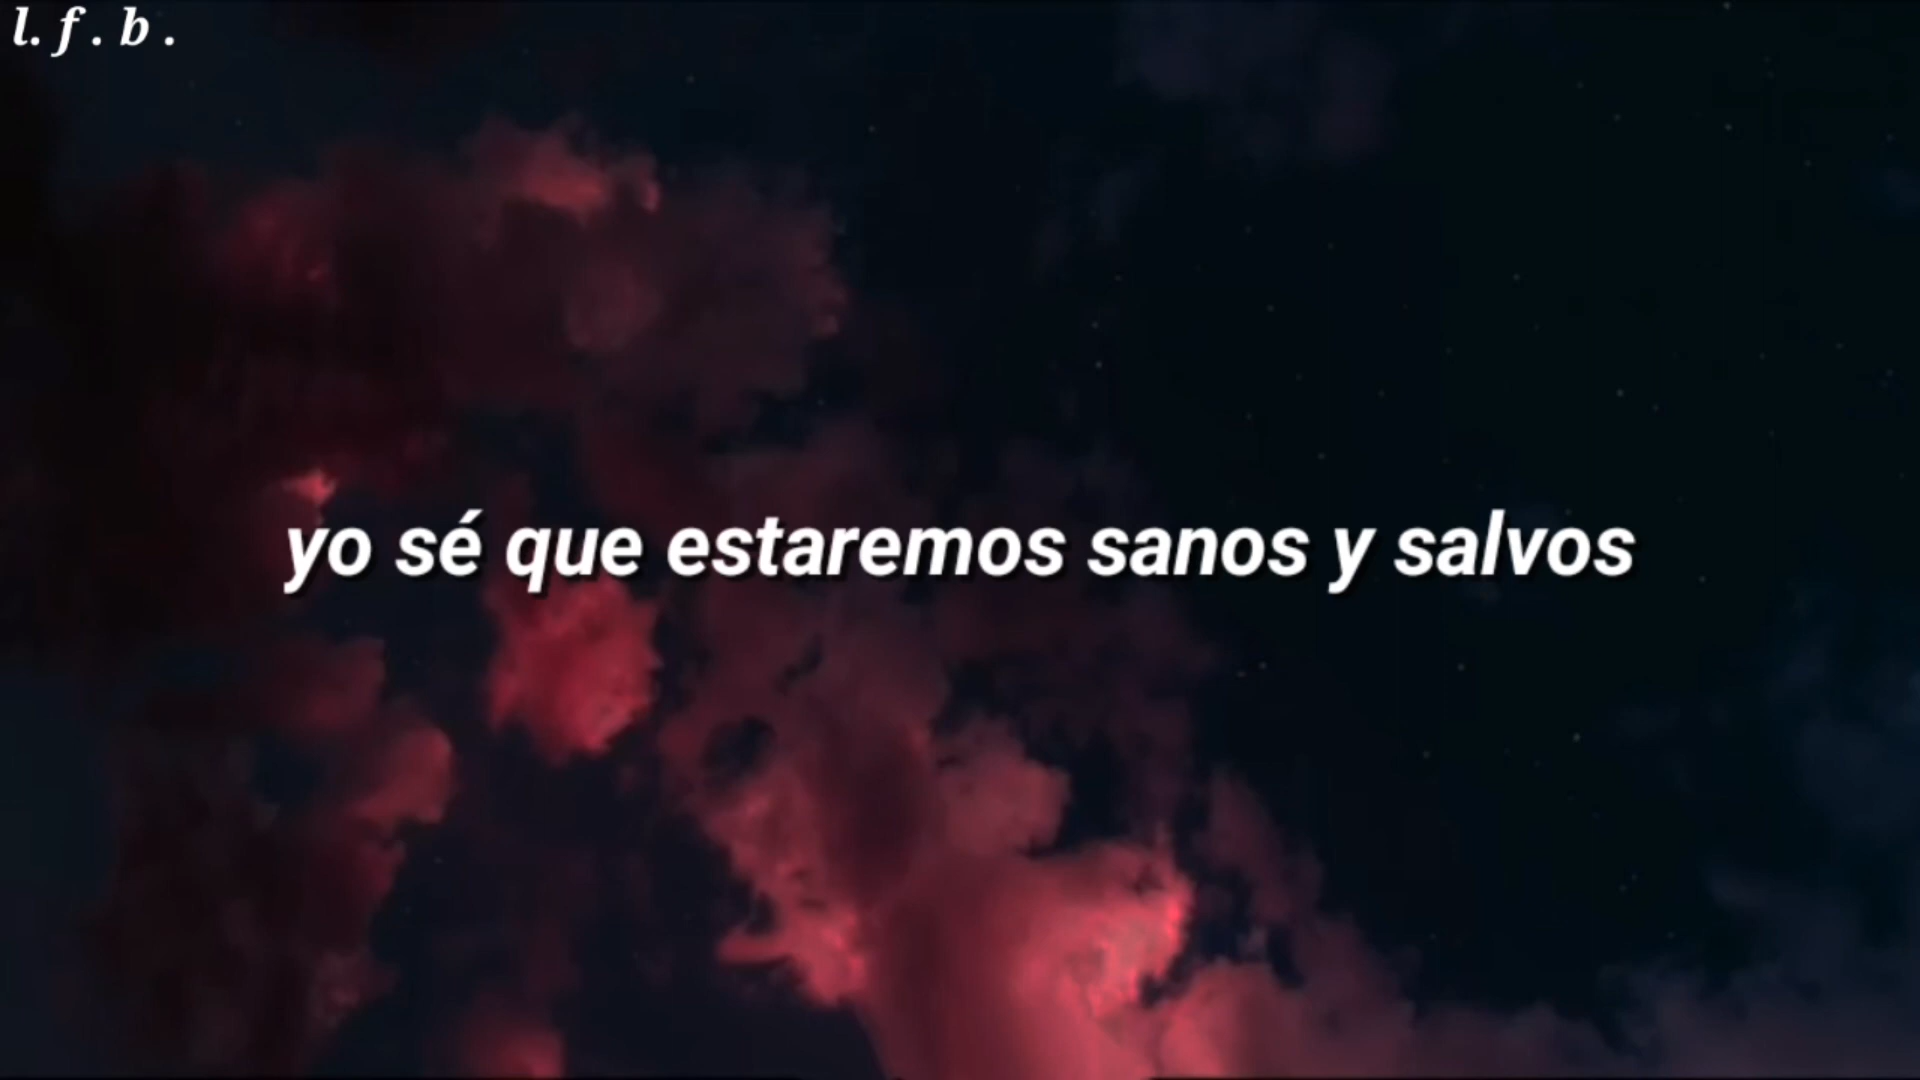 l. f . b .
yo sé que estaremos sanos y salvos